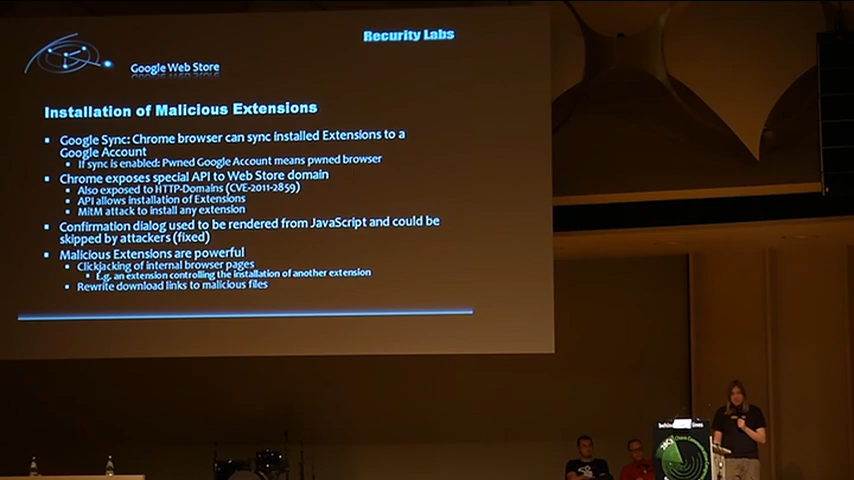 Recurity Labs
Google Web Store
Installation of Malicious Extensions
Google Sync: Chrome browser can sync installed Extensions to a
Google Account
If sync is enabled: Pwned Google Account means pwned browser
Chrome exposes special API to Web Store domain
Also exposed to HTTP-Domains (CVE-2011-2859)
API allows installation of Extensions
MitM attack to install any extension
Confirmation dialog used to be rendered from JavaScript and could be
skipped by attackers (fixed)
Malicious Extensions are powerful
Clickjacking of internal browser pages
E.g. an extension controlling the installation of another extension
Rewrite download links to malicious files
behind lines